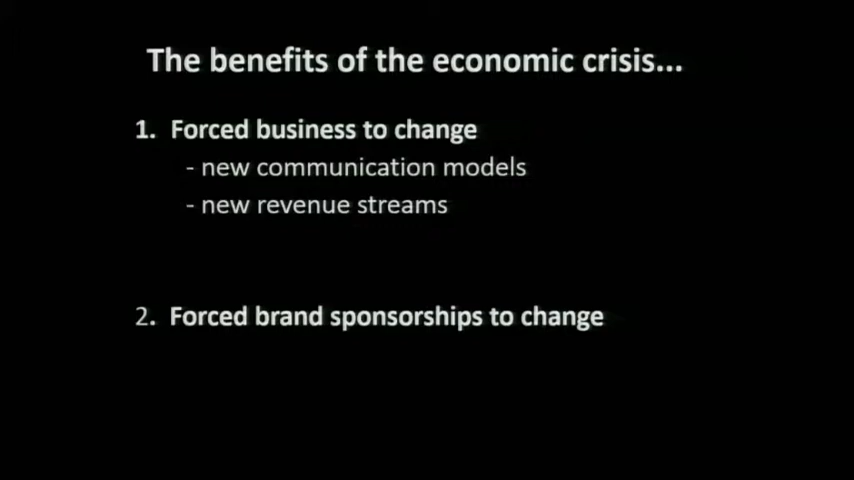 The benefits of the economic crisis...
1. Forced business to change
- new communication models
- new revenue streams
2. Forced brand sponsorships to change